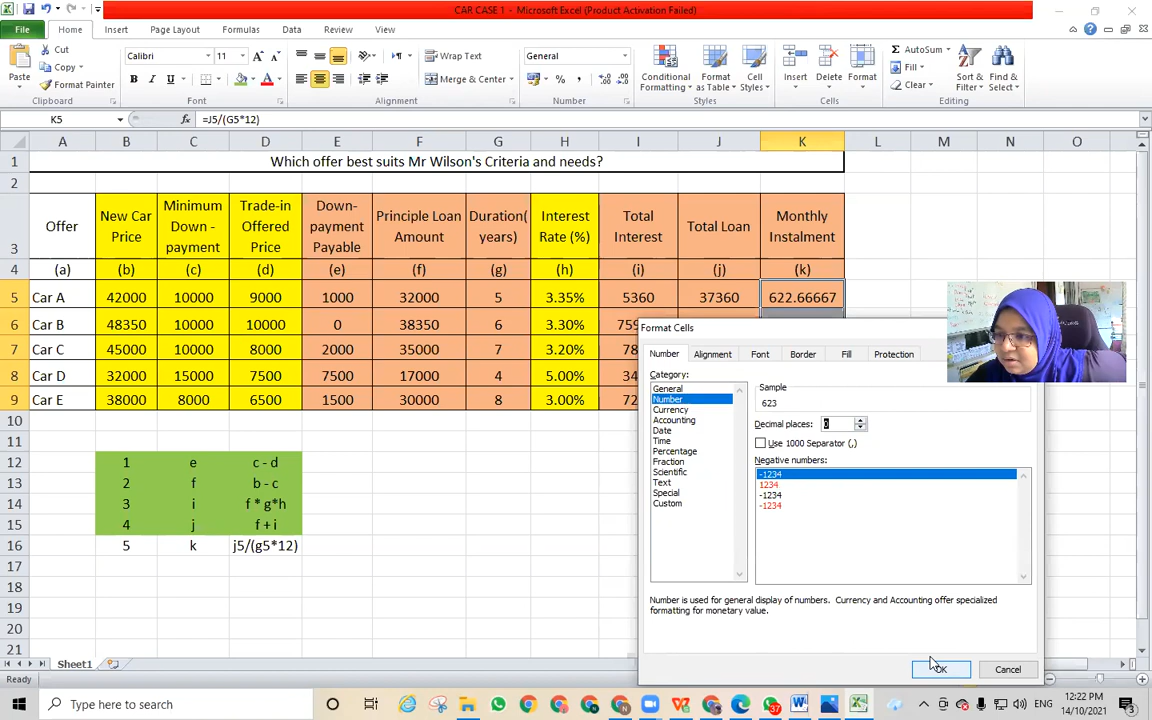 CAR CASE 1 - Microsoft Excel (Product Activation Failed)
File Home Insert Page Layout Formulas Data Review View
Cut
Copy
Format Painter
Paste
Clipboard
Calibri 11
B I U
Font
Wrap Text
Merge & Center
Alignment
General
Number
Conditional Formatting
Format as Table
Cell Styles
Styles
Insert Delete Format
Cells
AutoSum
Fill
Clear
Sort & Filter
Find & Select
Editing
K5 fx =J5/(G5*12)
A B C D E F G H I J K L M N O
1 Which offer best suits Mr Wilson's Criteria and needs?
2
3 Offer New Car Price Minimum Down - payment Trade-in Offered Price Down-payment Payable Principle Loan Amount Duration( years) Interest Rate (%) Total Interest Total Loan Monthly Instalment
4 (a) (b) (c) (d) (e) (f) (g) (h) (i) (j) (k)
5 Car A 42000 10000 9000 1000 32000 5 3.35% 5360 37360 622.66667
6 Car B 48350 10000 10000 0 38350 6 3.30% 759
7 Car C 45000 10000 8000 2000 35000 7 3.20% 78
8 Car D 32000 15000 7500 7500 17000 4 5.00% 34
9 Car E 38000 8000 6500 1500 30000 8 3.00% 72
10
11
12 1 e c - d
13 2 f b - c
14 3 i f * g*h
15 4 j f + i
16 5 k j5/(g5*12)
17
18
19
20
21
Format Cells
Number Alignment Font Border Fill Protection
Category:
General
Number
Currency
Accounting
Date
Time
Percentage
Fraction
Scientific
Text
Special
Custom
Sample
623
Decimal places: 0
Use 1000 Separator (,)
Negative numbers:
-1234
1234
-1234
-1234
Number is used for general display of numbers. Currency and Accounting offer specialized
formatting for monetary value.
OK Cancel
Sheet1
Ready
Type here to search
37
ENG
12:22 PM
14/10/2021
3